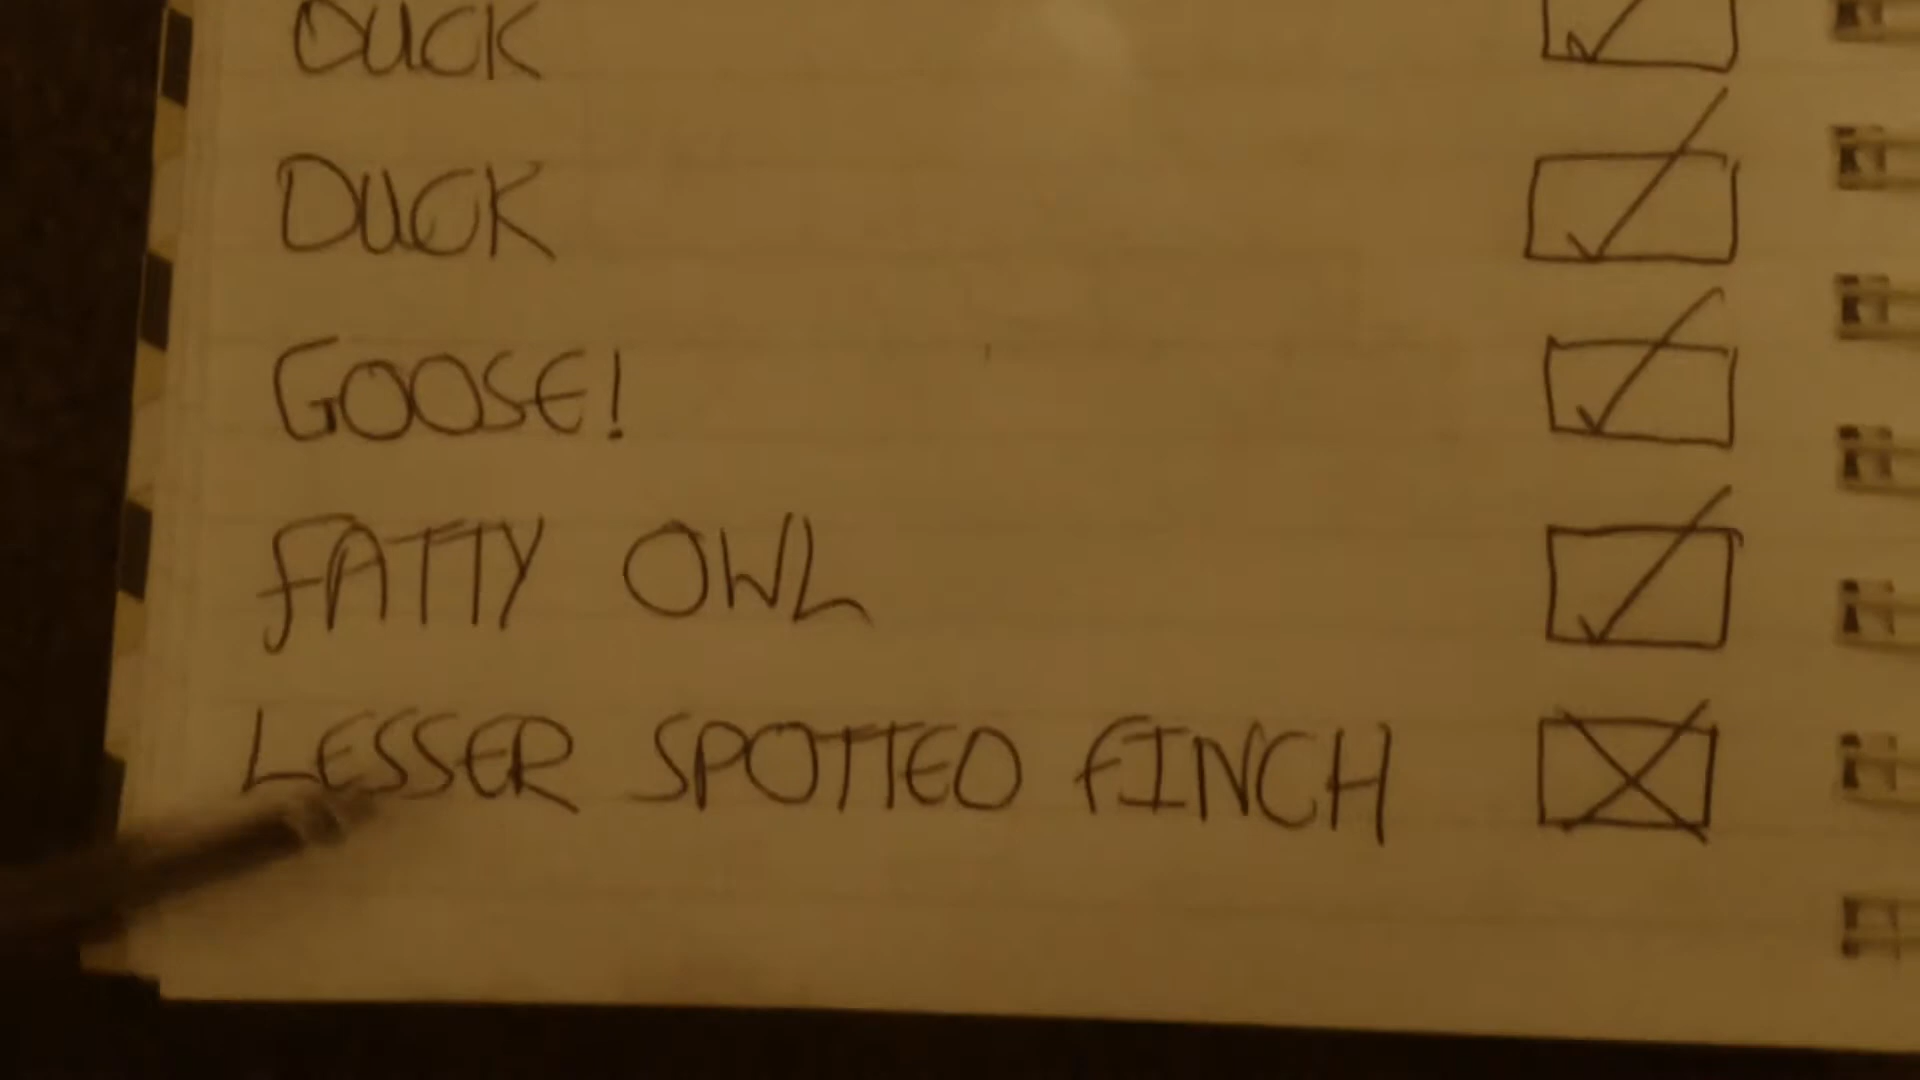 DUCK
DUCK
GOOSE!
FATTY OWL
LESSER SPOTTED FINCH